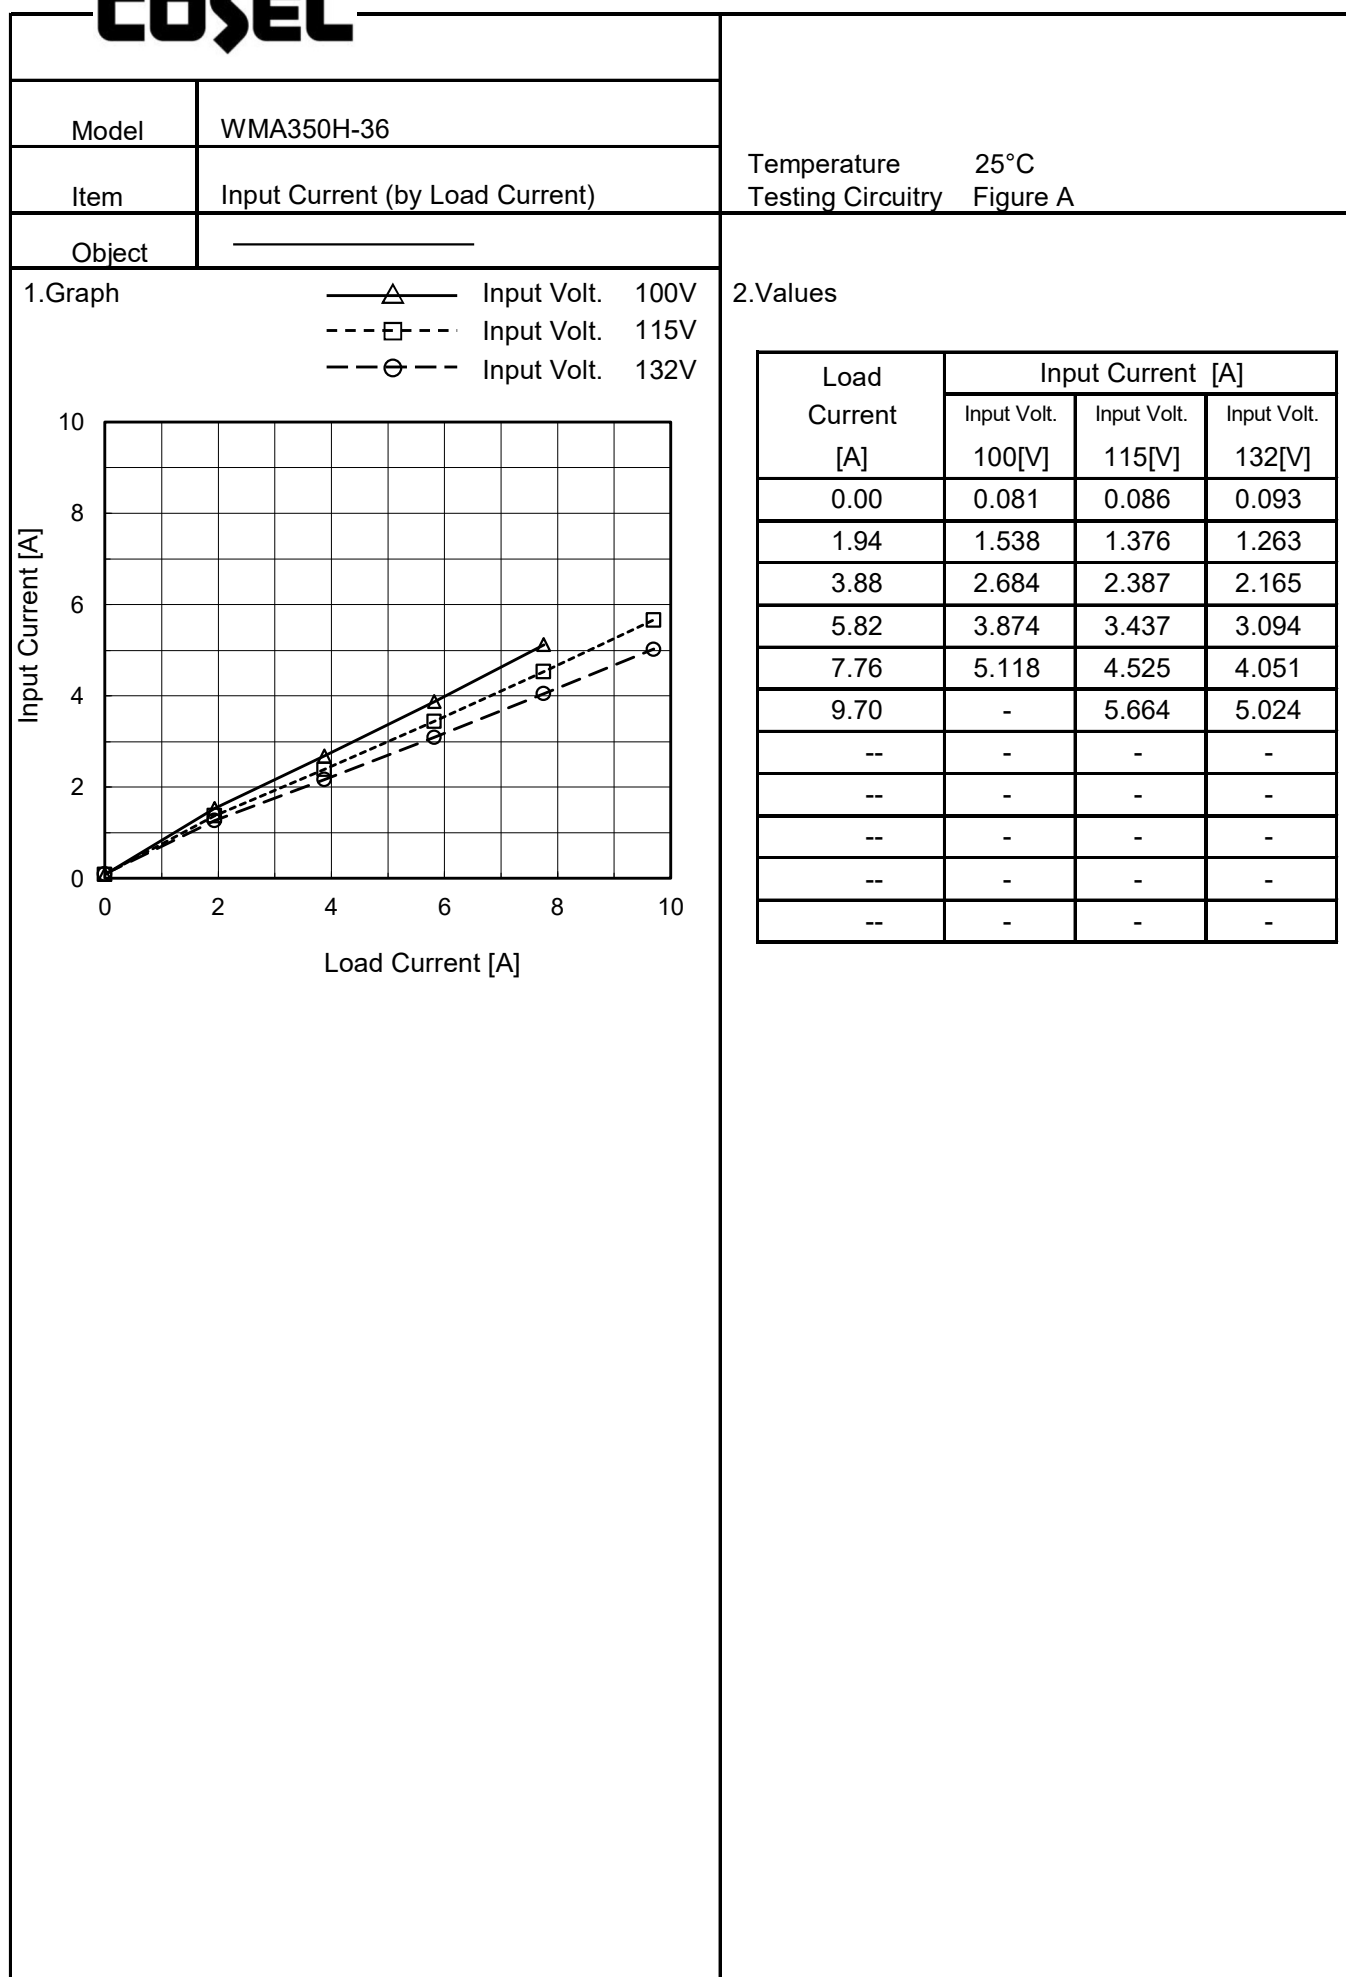 COSEL
Model WMA350H-36
Item Input Current (by Load Current)
Temperature 25°C
Testing Circuitry Figure A
Object
1.Graph
Input Volt. 100V
Input Volt. 115V
Input Volt. 132V
10
8
6
4
2
0
0 2 4 6 8 10
Input Current [A]
Load Current [A]
2.Values
Load Input Current [A]
Current Input Volt. Input Volt. Input Volt.
[A] 100[V] 115[V] 132[V]
0.00 0.081 0.086 0.093
1.94 1.538 1.376 1.263
3.88 2.684 2.387 2.165
5.82 3.874 3.437 3.094
7.76 5.118 4.525 4.051
9.70 - 5.664 5.024
-- - - -
-- - - -
-- - - -
-- - - -
-- - - -